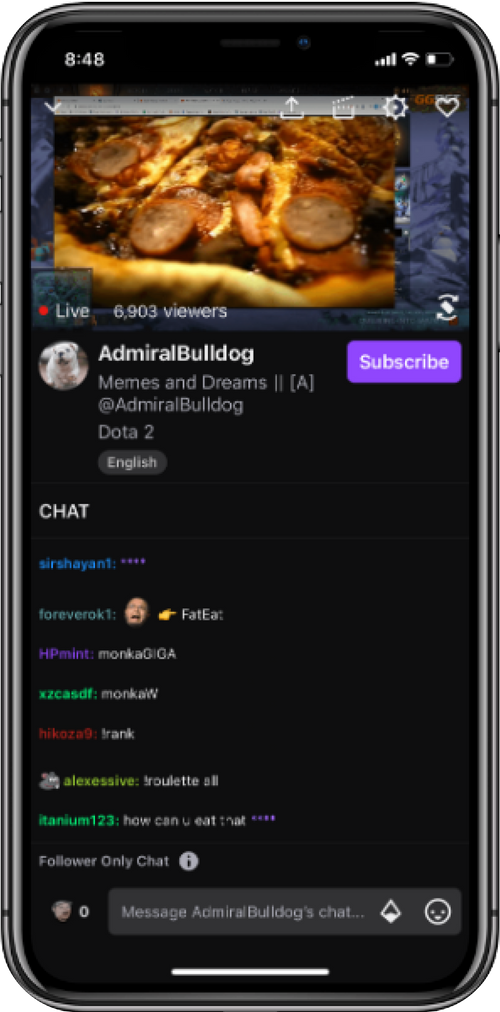 8:48
Live 6,903 viewers
AdmiralBulldog
Subscribe
Memes and Dreams || [A]
@AdmiralBulldog
Dota 2
English
CHAT
sirshayan1: ****
foreverok1: 👉 FatEat
HPmint: monkaGIGA
xzcasdf: monkaW
hikoza9: !rank
alexessive: !roulette all
itanium123: how can u eat that ****
Follower Only Chat
0
Message AdmiralBulldog's chat...